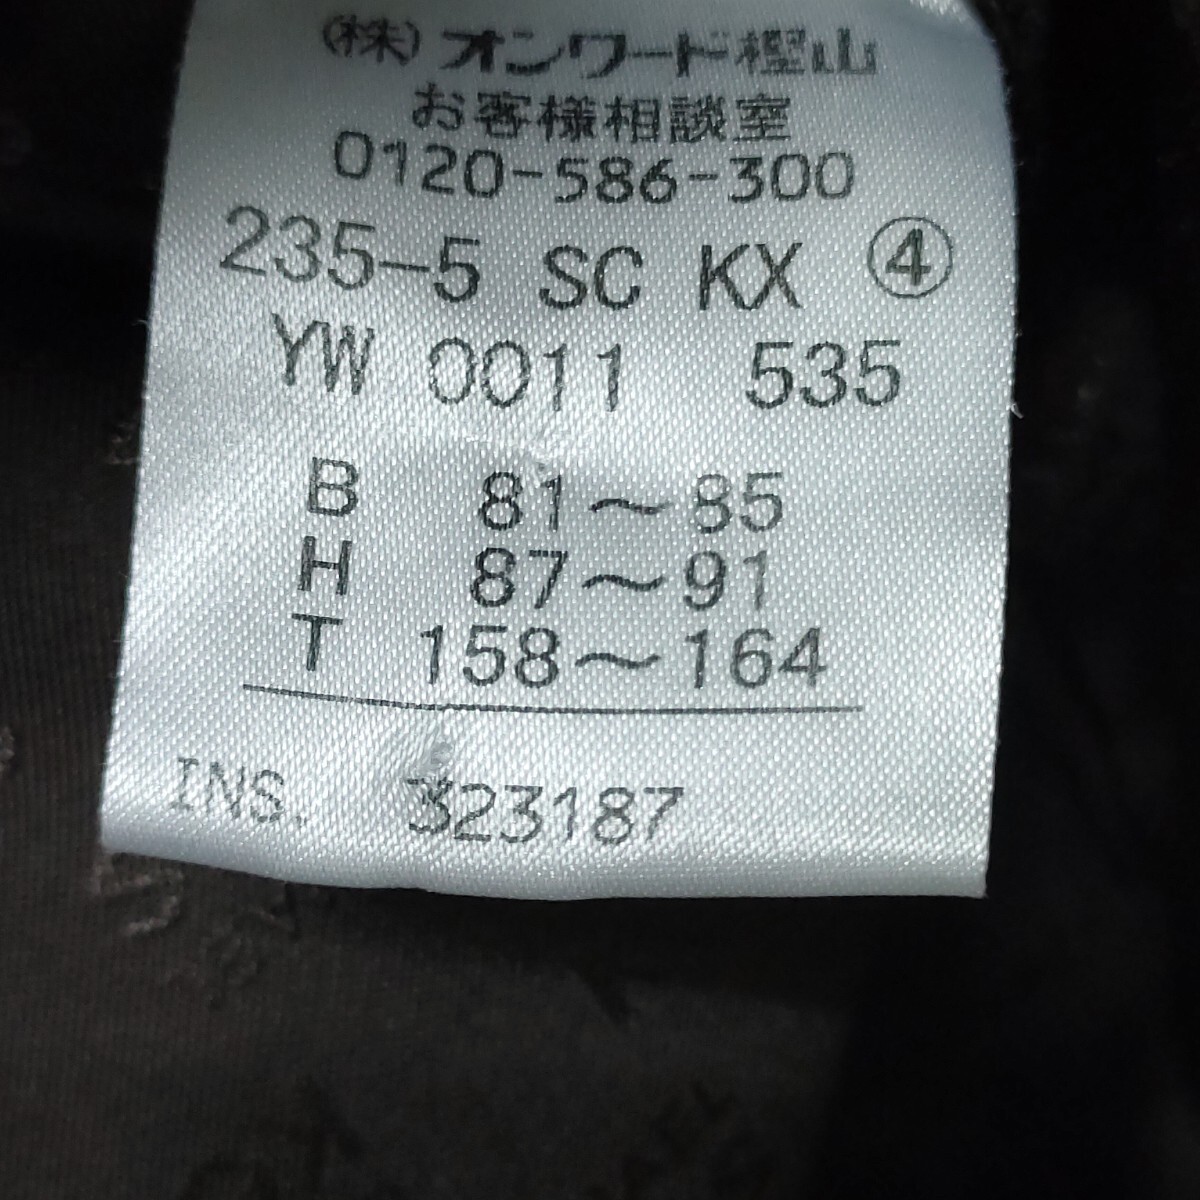 (株)オンワード樫山
お客様相談室
0120-586-300
235-5 SC KX ④
YW 0011 535
B 81～85
H 87～91
T 158～164
INS. 323187